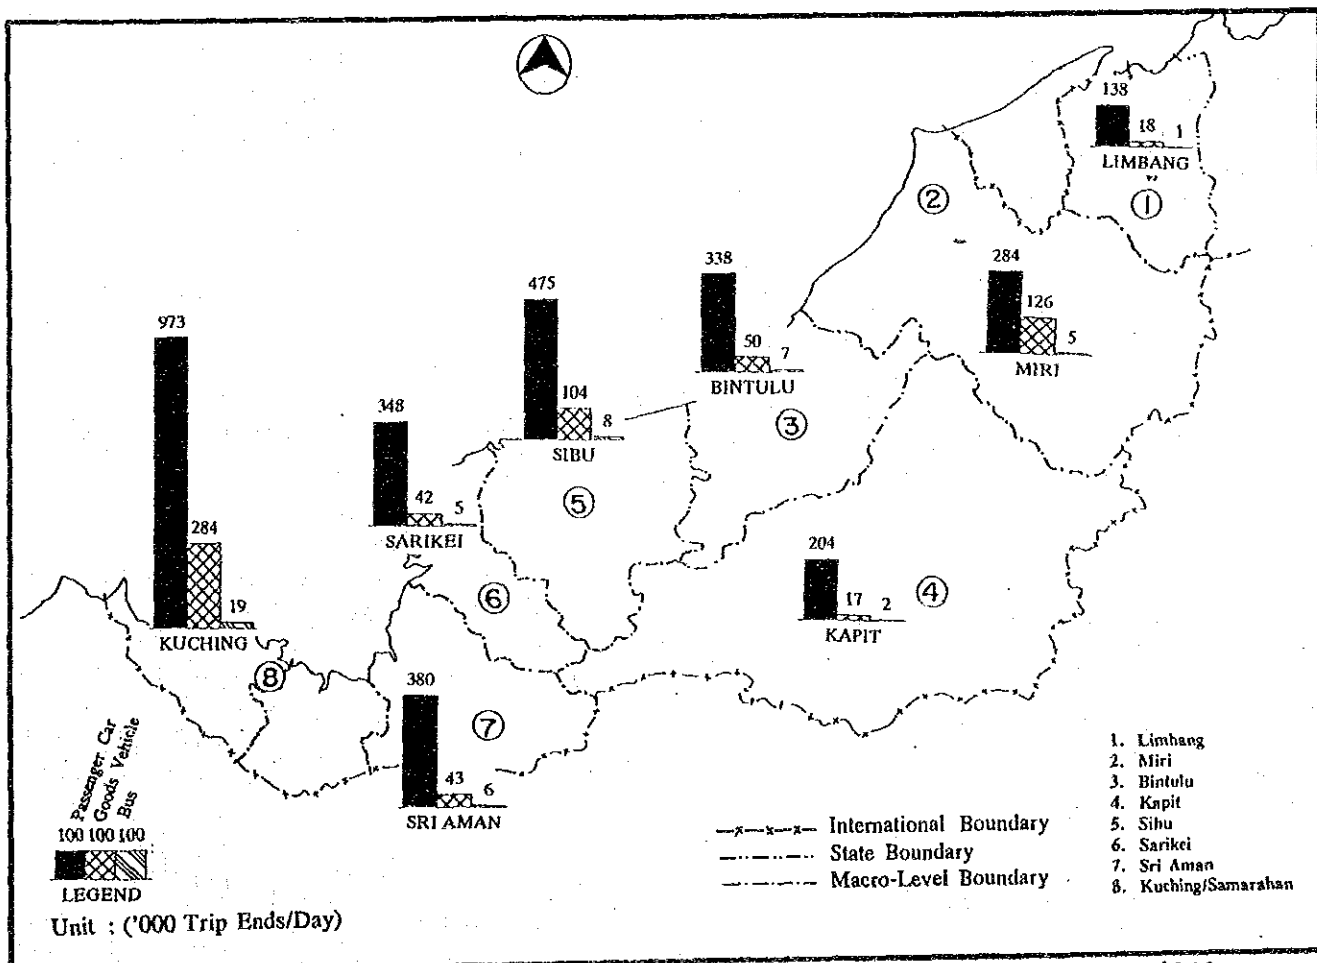 138
18
1
LIMBANG
①
②
284
126
5
MIRI
338
50
7
BINTULU
③
475
104
8
SIBU
⑤
973
284
19
KUCHING
⑧
348
42
5
SARIKEI
⑥
204
17
2
KAPIT
④
380
43
6
SRI AMAN
⑦
Passenger Car
Goods Vehicle
Bus
100 100 100
LEGEND
Unit : ('000 Trip Ends/Day)
International Boundary
State Boundary
Macro-Level Boundary
1. Limbang
2. Miri
3. Bintulu
4. Kapit
5. Sibu
6. Sarikei
7. Sri Aman
8. Kuching/Samarahan